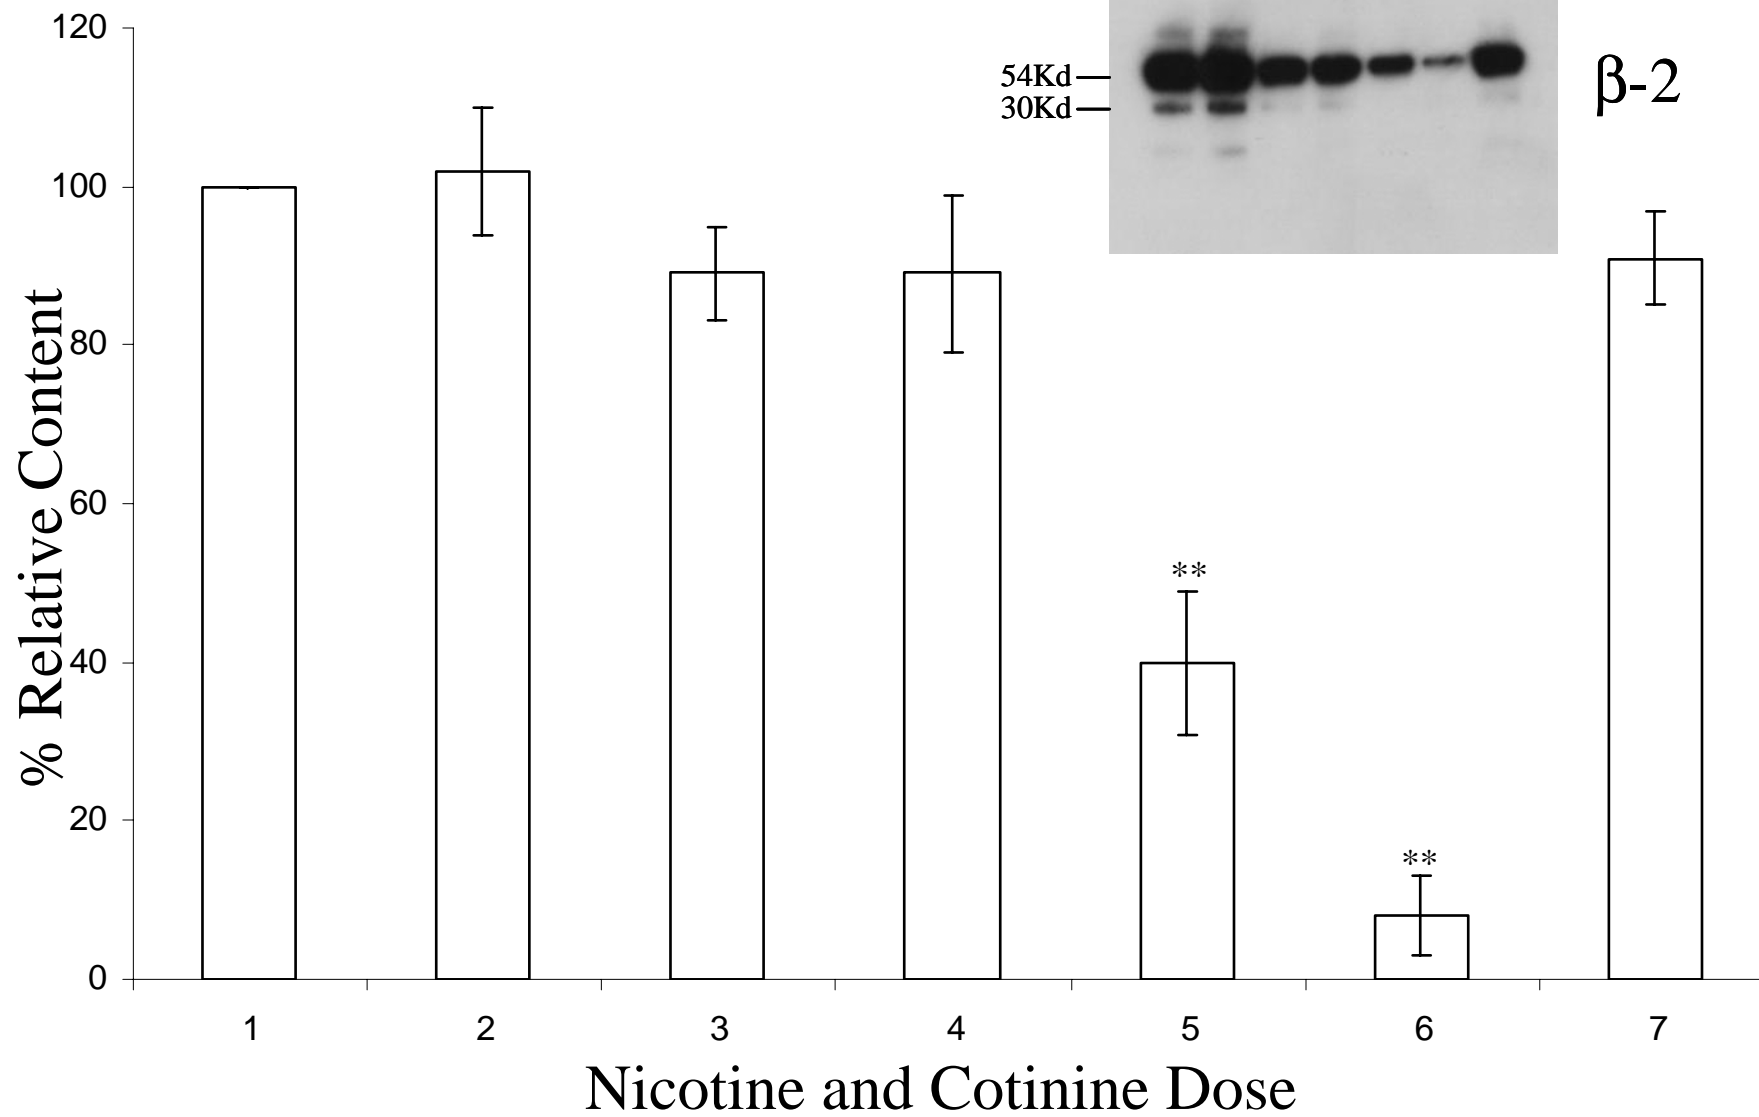 120
100
80
60
40
20
0
% Relative Content
54Kd
30Kd
β-2
**
**
1 2 3 4 5 6 7
Nicotine and Cotinine Dose